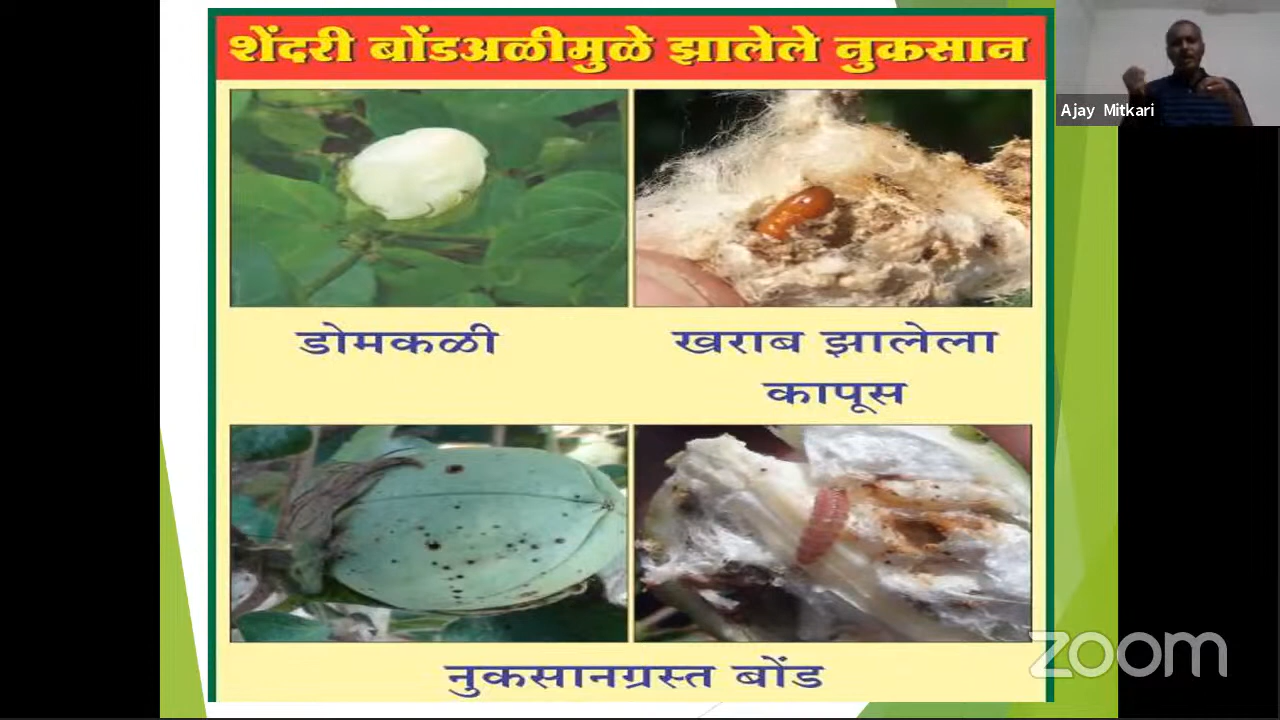 शेंदरी बोंडअळीमुळे झालेले नुकसान
Ajay Mitkari
डोमकळी
खराब झालेला
कापूस
नुकसानग्रस्त बोंड
zoom